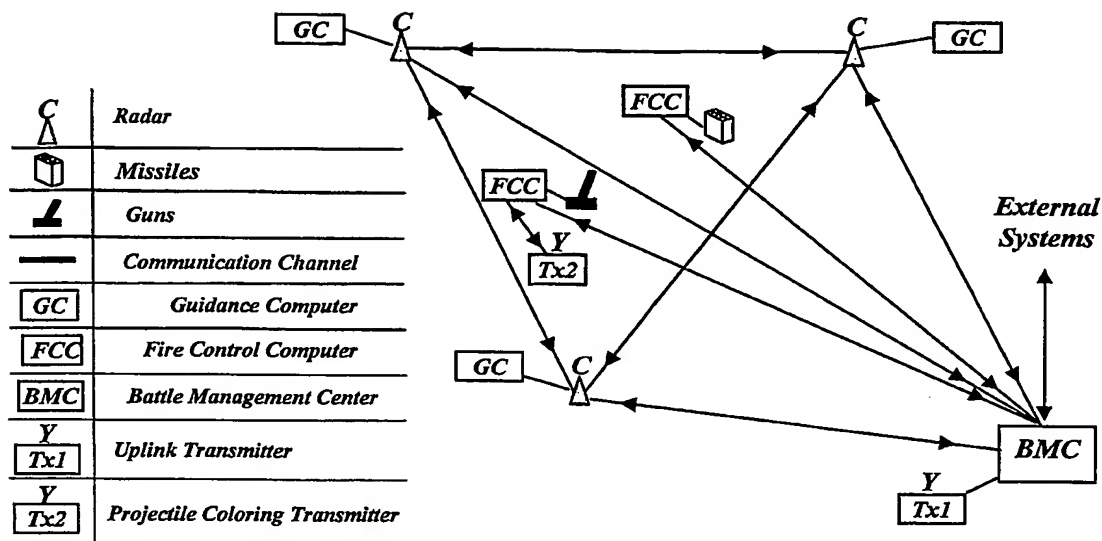 C
GC
C
GC
C
Radar
Missiles
Guns
Communication Channel
GC
Guidance Computer
FCC
Fire Control Computer
BMC
Battle Management Center
Y
Tx1
Uplink Transmitter
Y
Tx2
Projectile Coloring Transmitter
FCC
FCC
Y
Tx2
External
Systems
GC
C
BMC
Y
Tx1